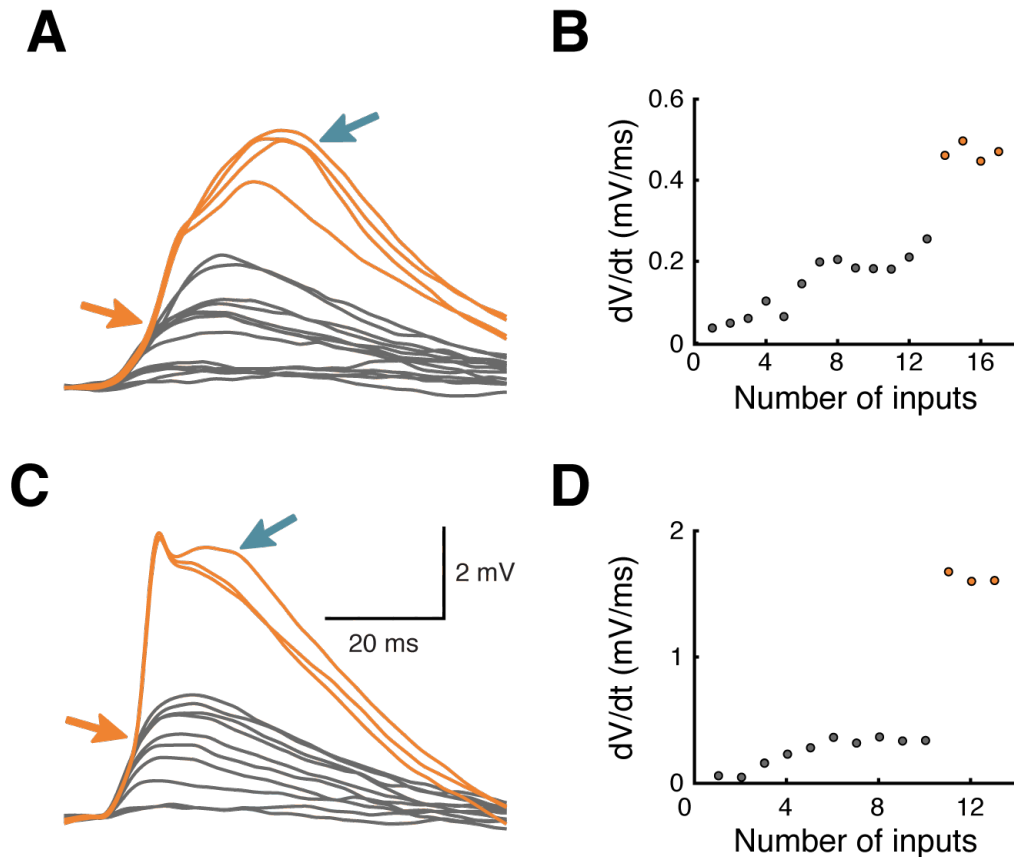 A
B
dV/dt (mV/ms)
0.6
0.4
0.2
0
0 4 8 12 16
Number of inputs
C
2 mV
20 ms
D
dV/dt (mV/ms)
2
1
0
0 4 8 12
Number of inputs